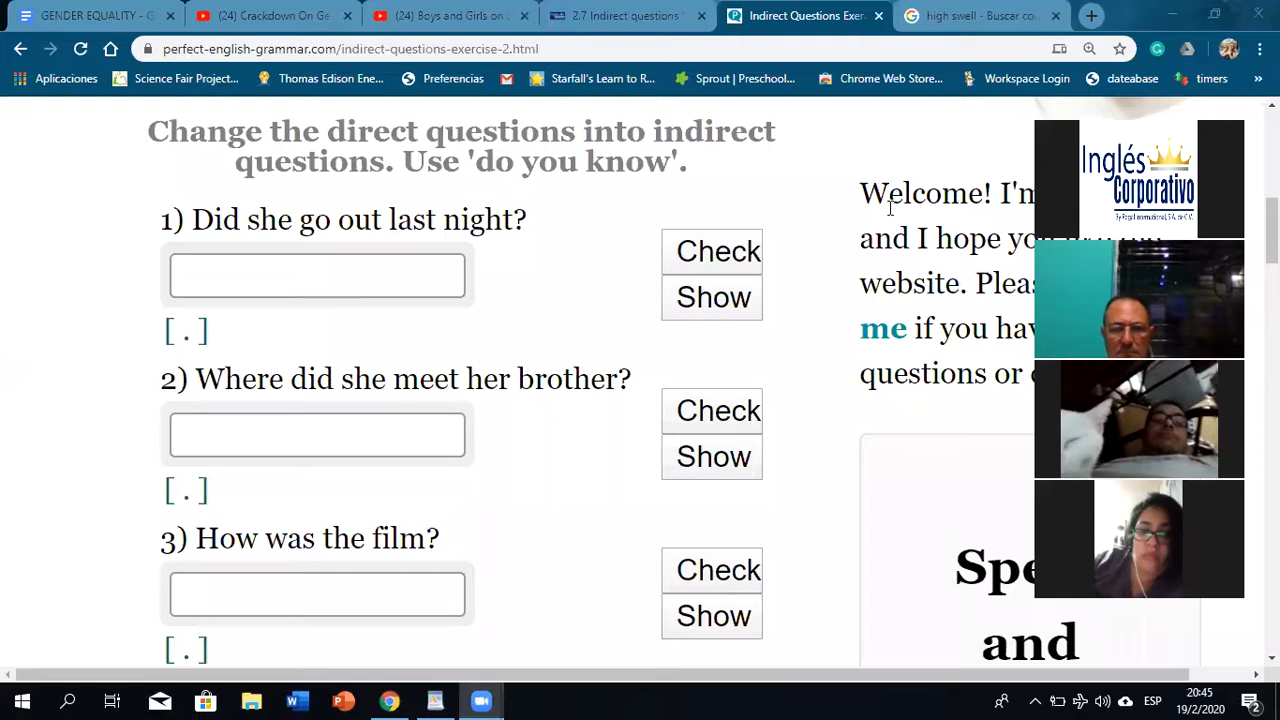 GENDER EQUALITY - G
(24) Crackdown On Ge
(24) Boys and Girls on
2.7 Indirect questions
Indirect Questions Exer
high swell - Buscar co
perfect-english-grammar.com/indirect-questions-exercise-2.html
Aplicaciones
Science Fair Project...
Thomas Edison Ene...
Preferencias
Starfall's Learn to R...
Sprout | Preschool...
Chrome Web Store...
Workspace Login
dateabase
timers
»
Change the direct questions into indirect
questions. Use 'do you know'.
1) Did she go out last night?
Check
Show
[ . ]
2) Where did she meet her brother?
Check
Show
[ . ]
3) How was the film?
Check
Show
[ . ]
Welcome! I'm
and I hope yo
website. Pleas
me if you hav
questions or
Spe
and
Inglés
Corporativo
ESP
20:45
19/2/2020
2